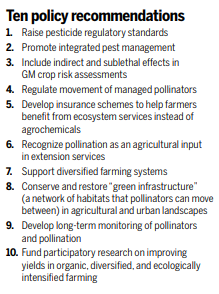 Ten policy recommendations
1. Raise pesticide regulatory standards
2. Promote integrated pest management
3. Include indirect and sublethal effects in
GM crop risk assessments
4. Regulate movement of managed pollinators
5. Develop insurance schemes to help farmers
benefit from ecosystem services instead of
agrochemicals
6. Recognize pollination as an agricultural input
in extension services
7. Support diversified farming systems
8. Conserve and restore “green infrastructure”
(a network of habitats that pollinators can move
between) in agricultural and urban landscapes
9. Develop long-term monitoring of pollinators
and pollination
10. Fund participatory research on improving
yields in organic, diversified, and ecologically
intensified farming